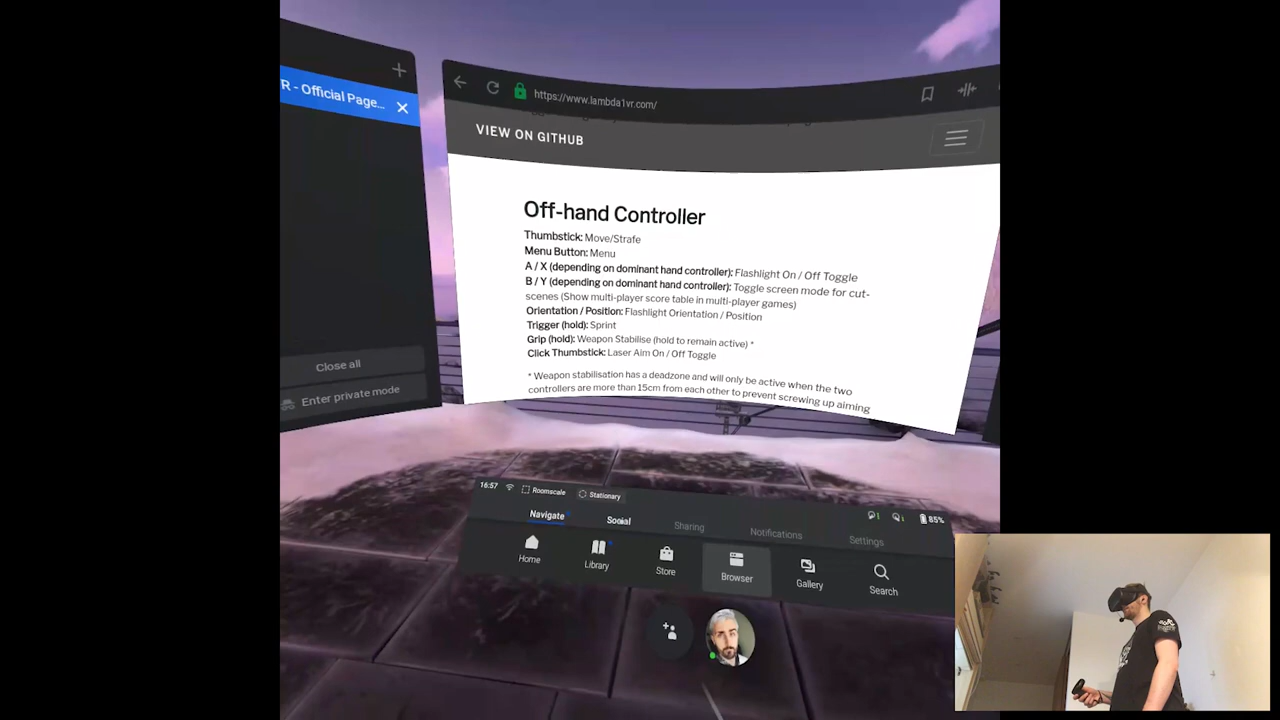 R - Official Page...
https://www.lambda1vr.com/
VIEW ON GITHUB
Off-hand Controller
Thumbstick: Move/Strafe
Menu Button: Menu
A / X (depending on dominant hand controller): Flashlight On / Off Toggle
B / Y (depending on dominant hand controller): Toggle screen mode for cut-
scenes (Show multi-player score table in multi-player games)
Orientation / Position: Flashlight Orientation / Position
Trigger (hold): Sprint
Grip (hold): Weapon Stabilise (hold to remain active) *
Click Thumbstick: Laser Aim On / Off Toggle
* Weapon stabilisation has a deadzone and will only be active when the two
controllers are more than 15cm from each other to prevent screwing up aiming
Close all
Enter private mode
16:57 Roomscale Stationary 85%
Navigate Social Sharing Notifications Settings
Home Library Store Browser Gallery Search